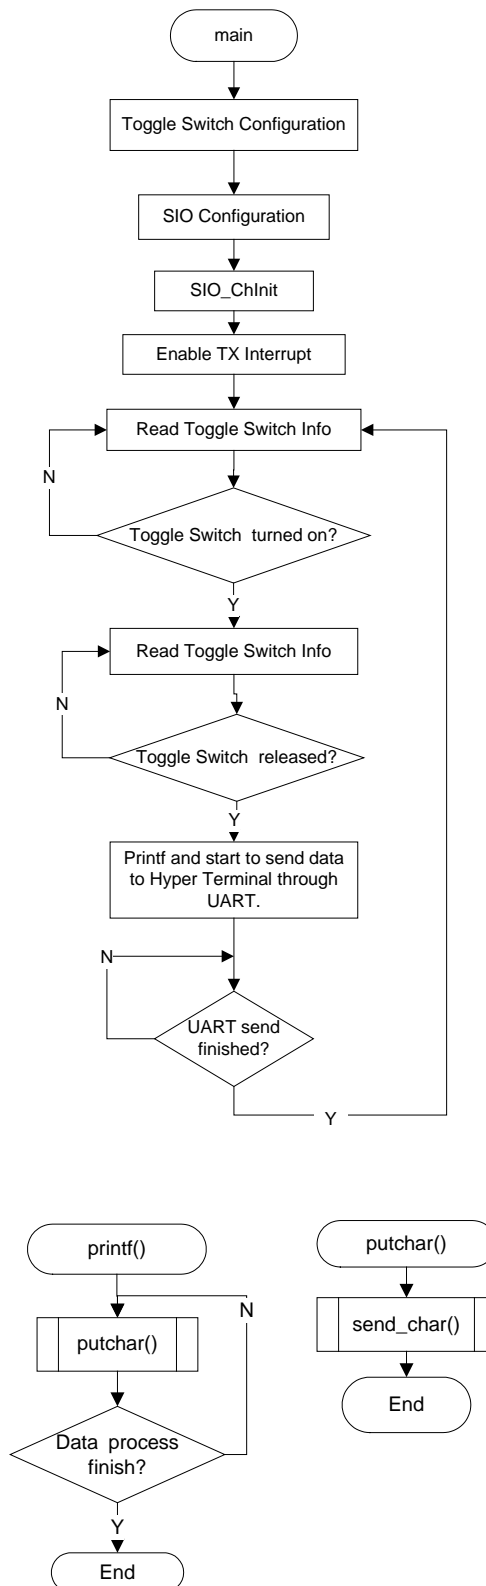 main
Toggle Switch Configuration
SIO Configuration
SIO_ChInit
Enable TX Interrupt
Read Toggle Switch Info
N
Toggle Switch turned on?
Y
Read Toggle Switch Info
N
Toggle Switch released?
Y
Printf and start to send data
to Hyper Terminal through
UART.
N
UART send
finished?
Y
printf()
N
putchar()
Data process
finish?
Y
End
putchar()
send_char()
End